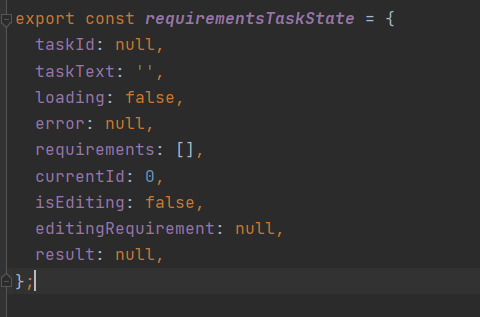 export const requirementsTaskState = {
  taskId: null,
  taskText: '',
  loading: false,
  error: null,
  requirements: [],
  currentId: 0,
  isEditing: false,
  editingRequirement: null,
  result: null,
};